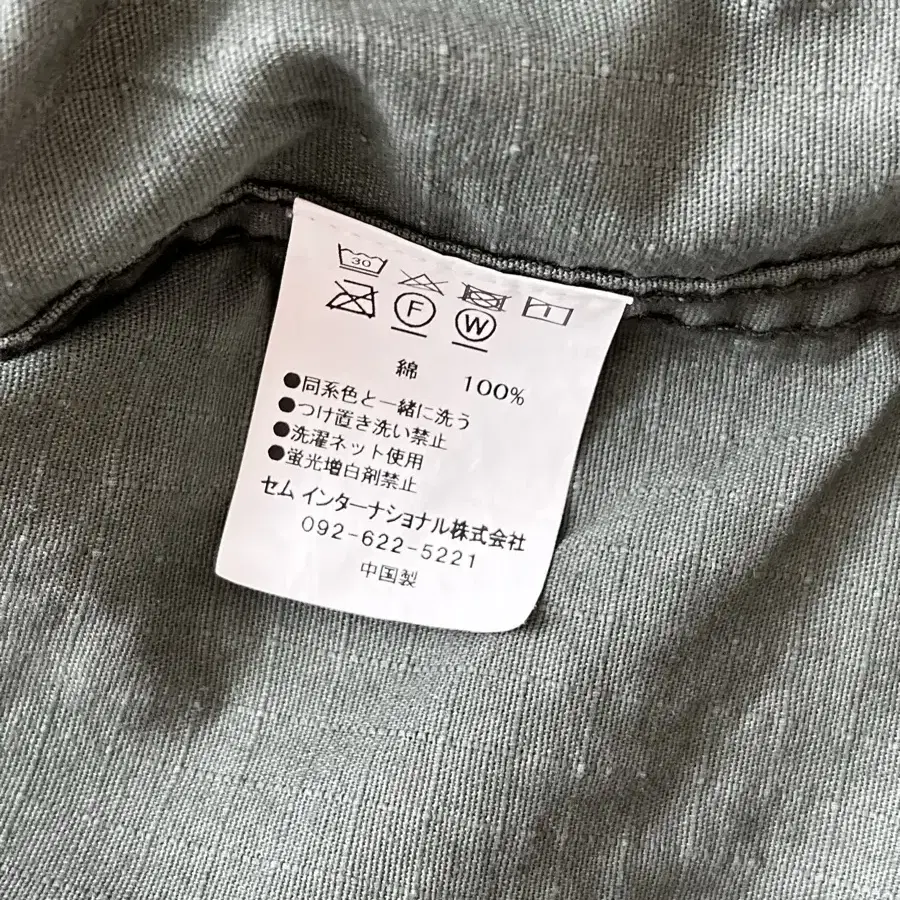 30
F W
綿 100%
●同系色と一緒に洗う
●つけ置き洗い禁止
●洗濯ネット使用
●蛍光増白剤禁止
セム インターナショナル株式会社
092-622-5221
中国製